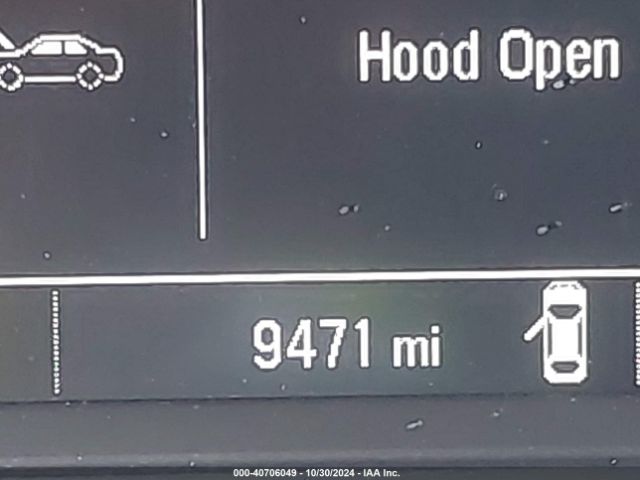 Hood Open
9471 mi
000-40706049 - 10/30/2024 - IAA Inc.